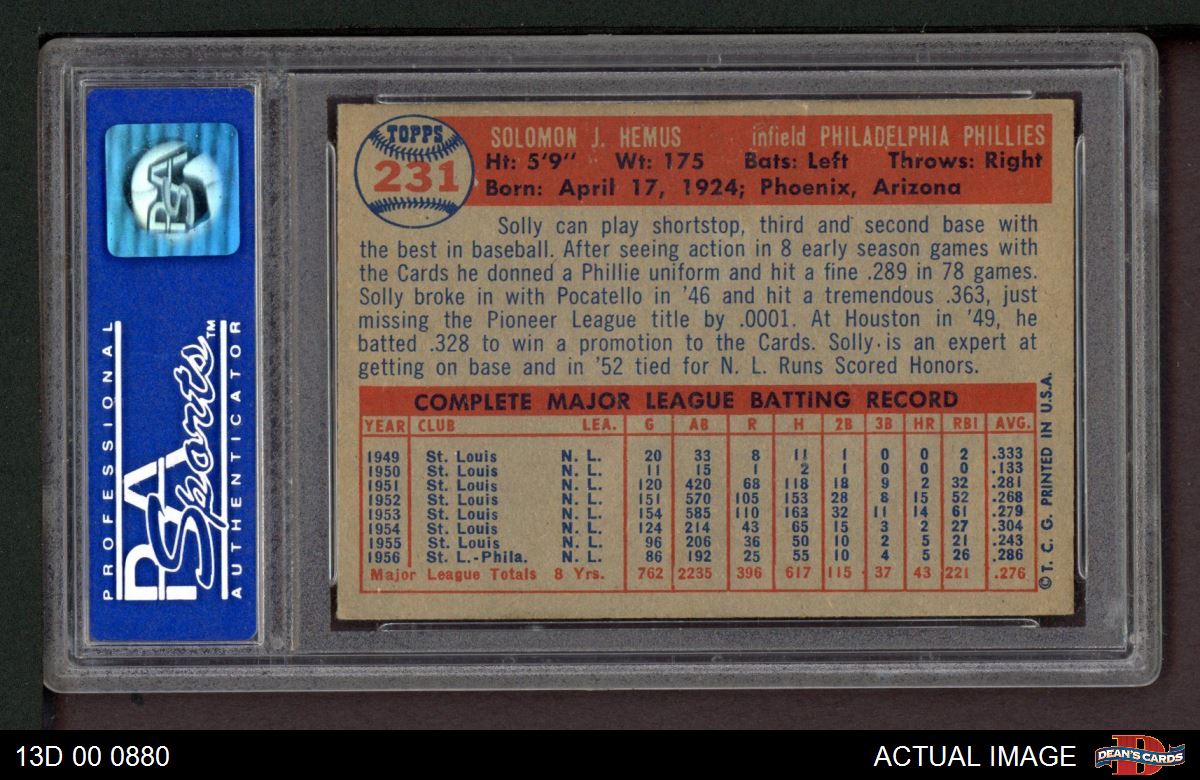 TOPPS
231
SOLOMON J. HEMUS infield PHILADELPHIA PHILLIES
Ht: 5'9" Wt: 175 Bats: Left Throws: Right
Born: April 17, 1924; Phoenix, Arizona
Solly can play shortstop, third and second base with
the best in baseball. After seeing action in 8 early season games with
the Cards he donned a Phillie uniform and hit a fine .289 in 78 games.
Solly broke in with Pocatello in '46 and hit a tremendous .363, just
missing the Pioneer League title by .0001. At Houston in '49, he
batted .328 to win a promotion to the Cards. Solly is an expert at
getting on base and in '52 tied for N. L. Runs Scored Honors.
COMPLETE MAJOR LEAGUE BATTING RECORD
YEAR CLUB LEA. G AB R H 2B 3B HR RBI AVG.
1949 St. Louis N. L. 20 33 8 11 1 0 0 2 .333
1950 St. Louis N. L. 11 15 1 2 1 0 0 0 .133
1951 St. Louis N. L. 120 420 68 118 18 9 2 32 .281
1952 St. Louis N. L. 151 570 105 153 28 8 15 52 .268
1953 St. Louis N. L. 154 585 110 163 32 11 14 61 .279
1954 St. Louis N. L. 124 214 43 65 15 3 2 27 .304
1955 St. Louis N. L. 96 206 36 50 10 2 5 21 .243
1956 St. L.-Phila. N. L. 86 192 25 55 10 4 5 26 .286
Major League Totals 8 Yrs. 762 2235 396 617 115 37 43 221 .276
© T. C. G. PRINTED IN U.S.A.
PSA
PROFESSIONAL
PSA
Sports™
AUTHENTICATOR
13D 00 0880
ACTUAL IMAGE
D
DEAN'S CARDS